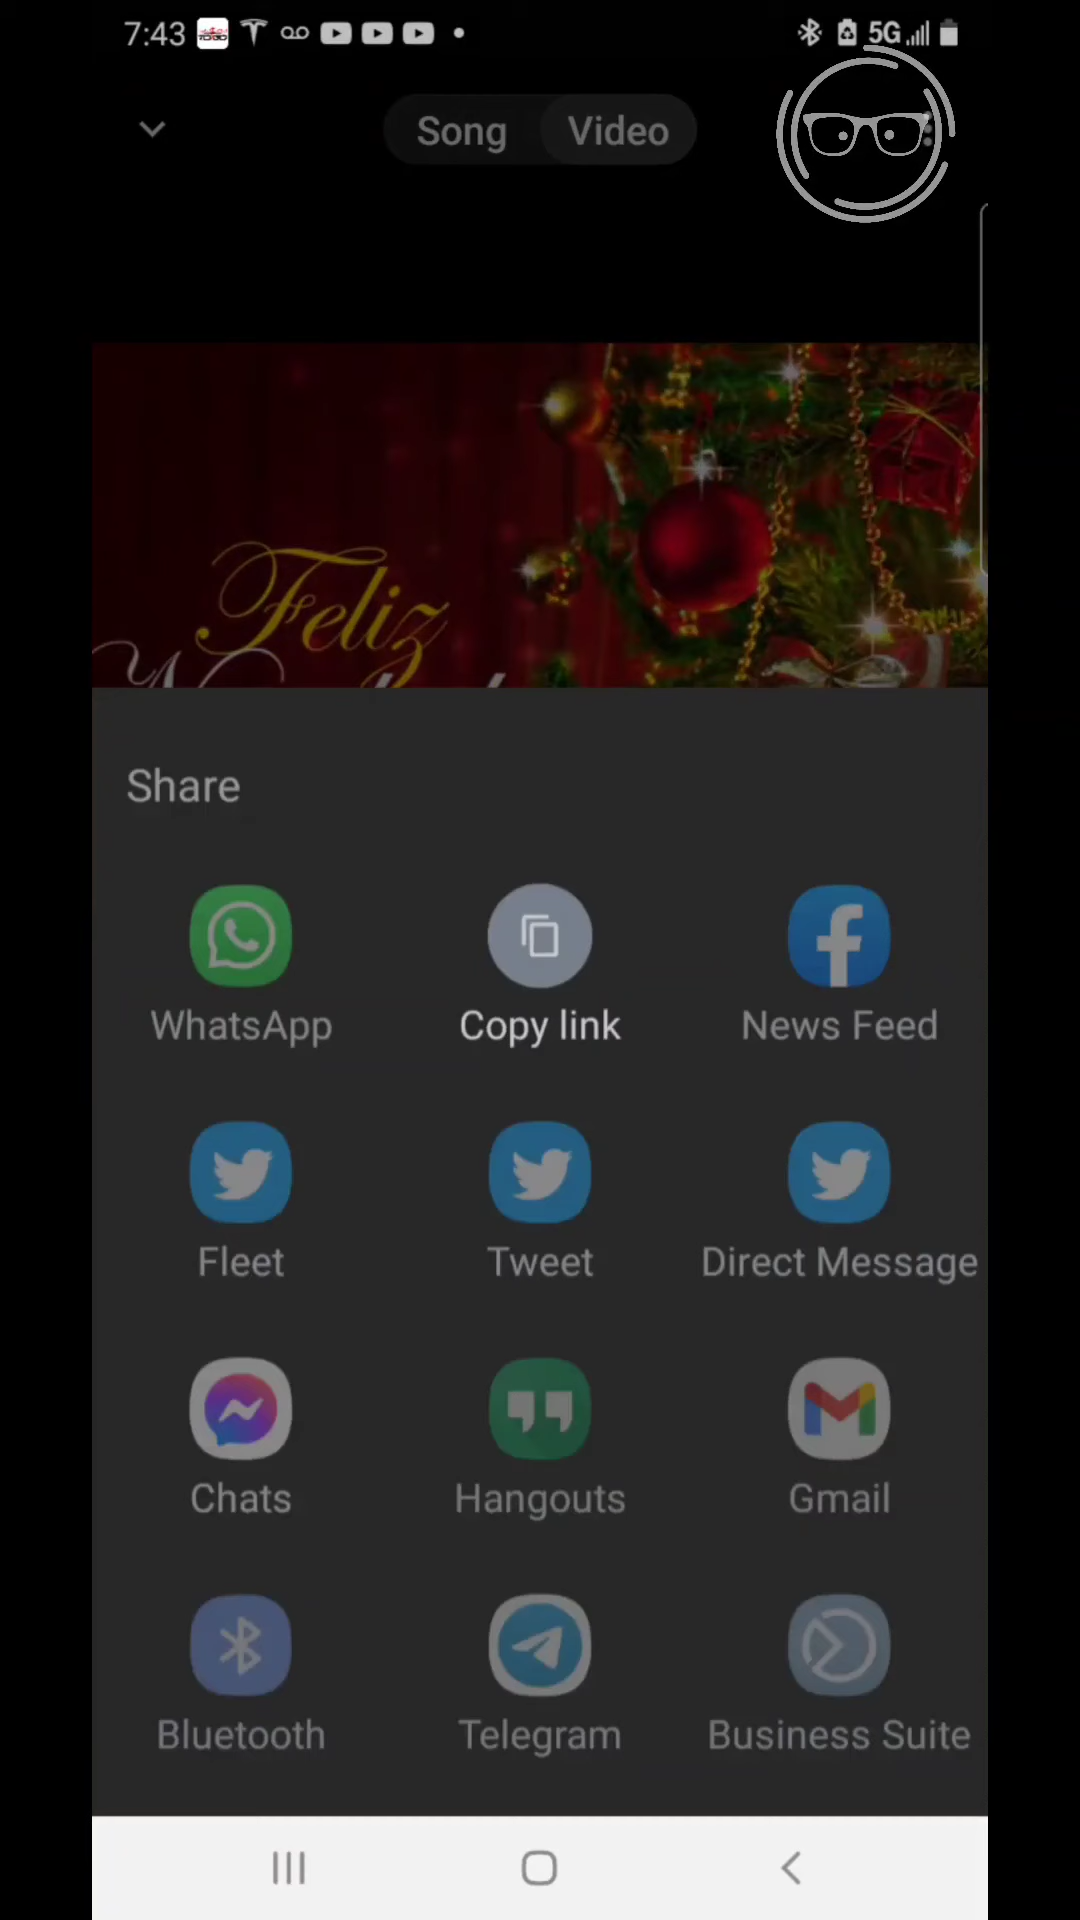 7:43
5G
Song Video
Feliz
Share
WhatsApp Copy link News Feed
Fleet Tweet Direct Message
Chats Hangouts Gmail
Bluetooth Telegram Business Suite